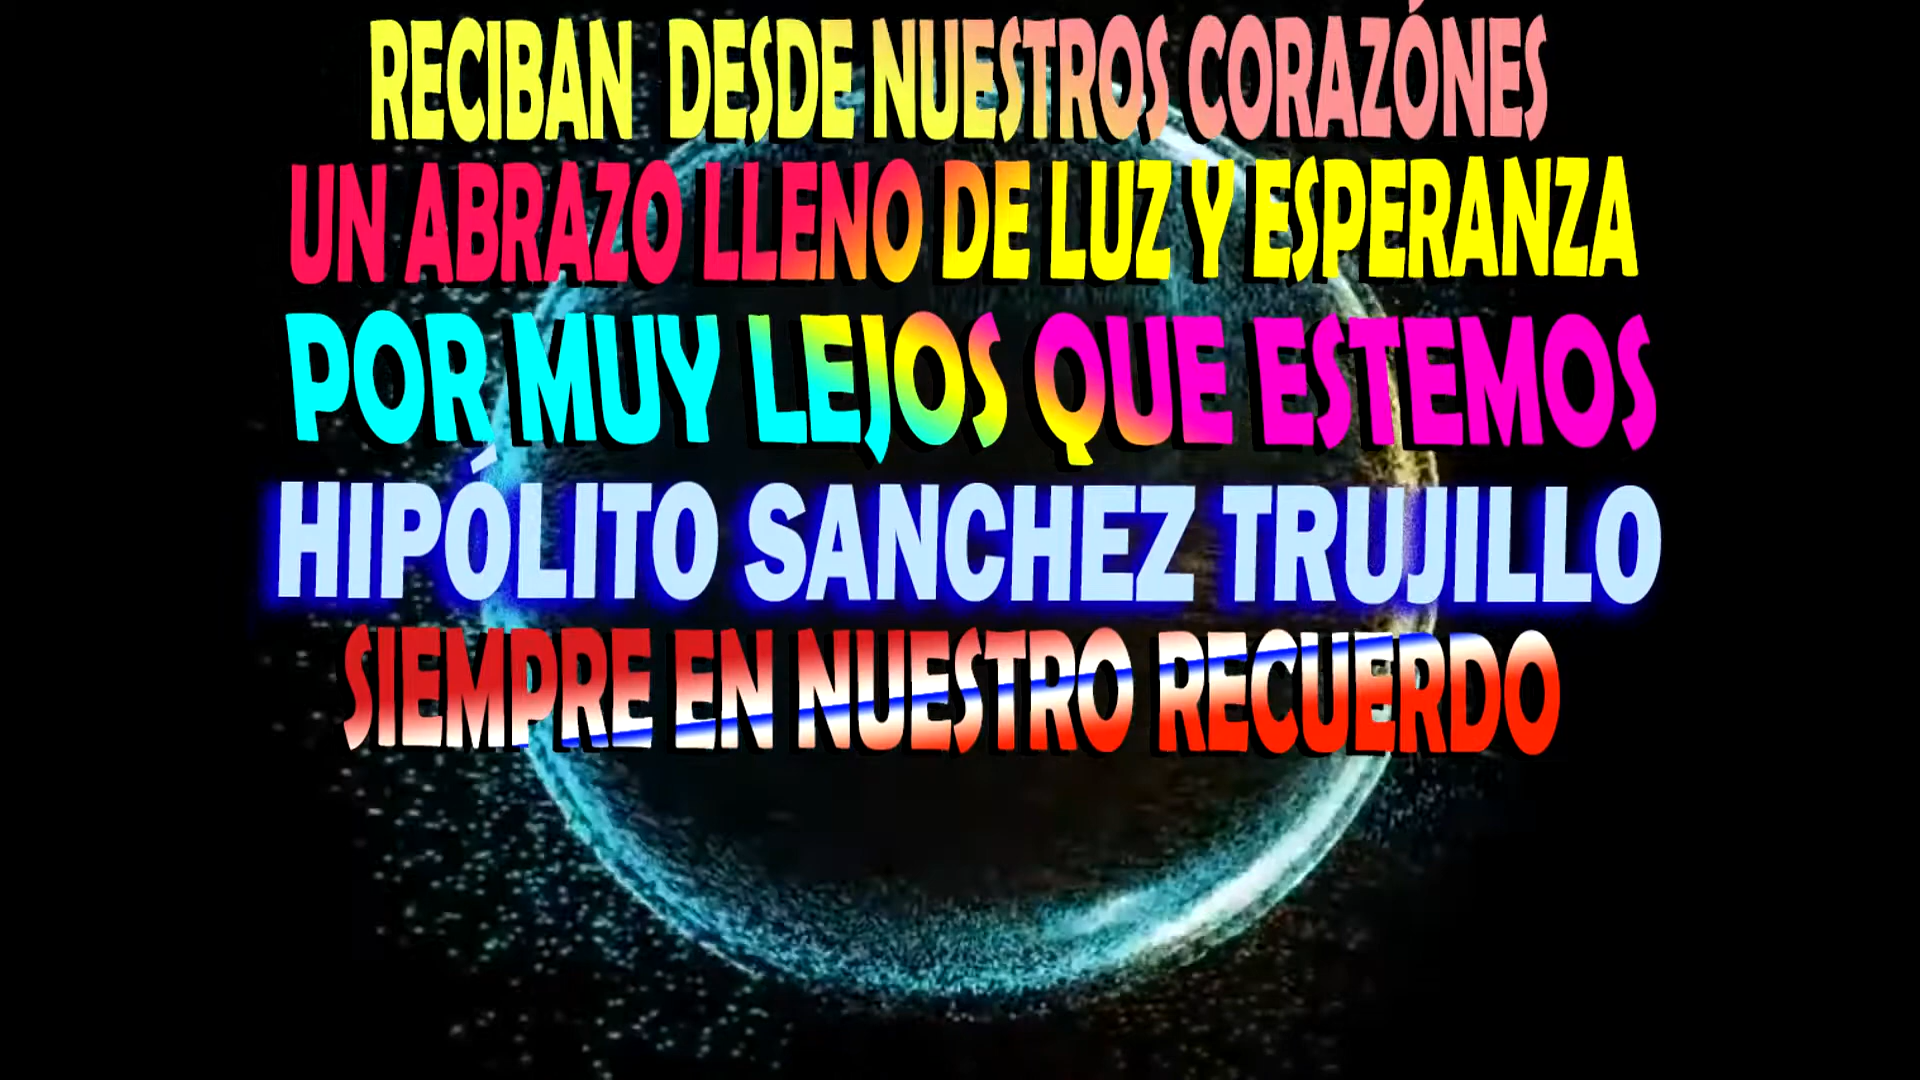 RECIBAN DESDE NUESTROS CORAZÓNES
UN ABRAZO LLENO DE LUZ Y ESPERANZA
POR MUY LEJOS QUE ESTEMOS
HIPÓLITO SANCHEZ TRUJILLO
SIEMPRE EN NUESTRO RECUERDO